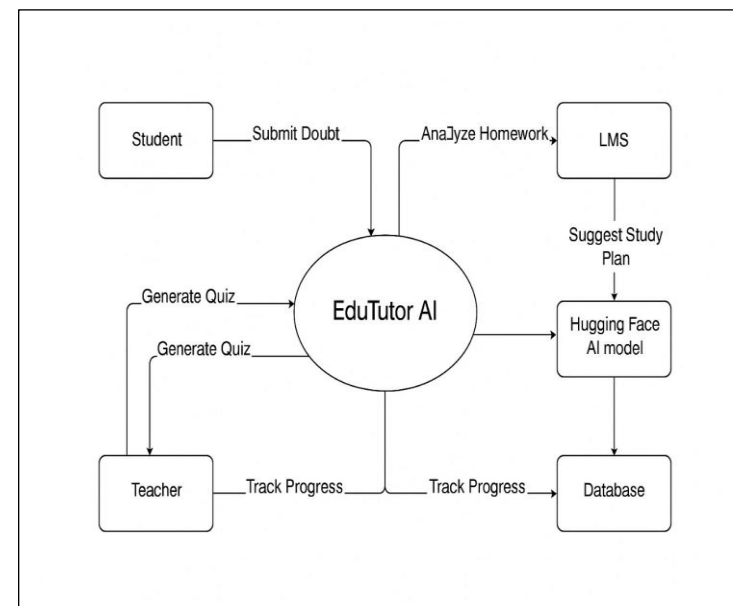 Student
Submit Doubt
AnaJyze Homework
LMS
Suggest Study
Plan
Generate Quiz
EduTutor AI
Hugging Face
AI model
Generate Quiz
Teacher
Track Progress
Track Progress
Database